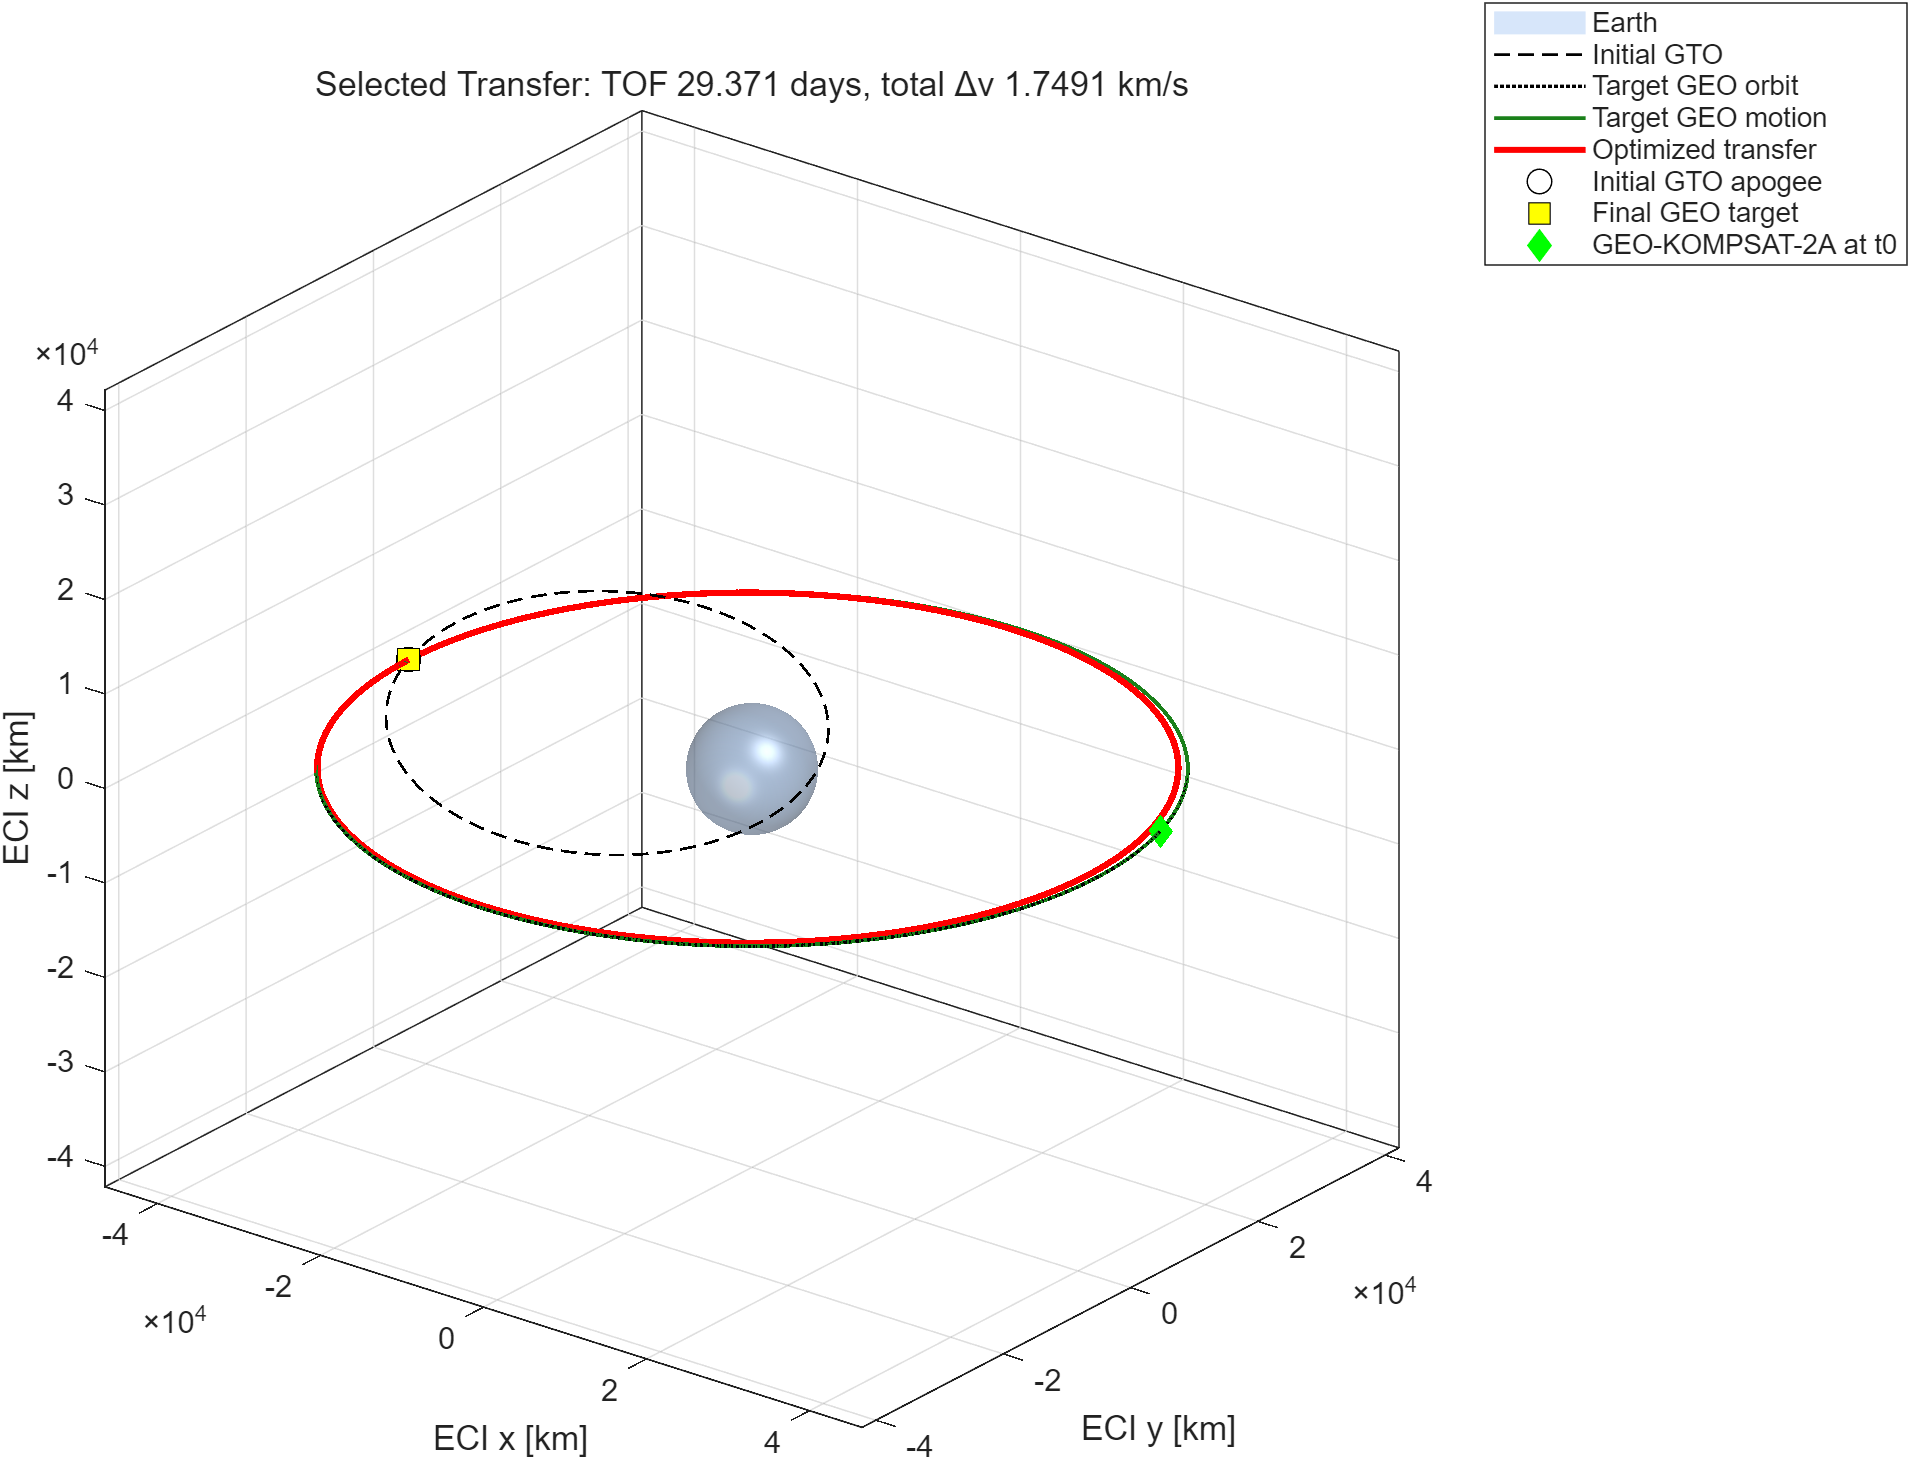 Selected Transfer: TOF 29.371 days, total Δv 1.7491 km/s
Earth
Initial GTO
Target GEO orbit
Target GEO motion
Optimized transfer
Initial GTO apogee
Final GEO target
GEO-KOMPSAT-2A at t0
×10⁴
4
3
2
1
0
-1
-2
-3
-4
ECI z [km]
-4
-2
0
2
4
×10⁴
ECI x [km]
-4
-2
0
2
4
×10⁴
ECI y [km]